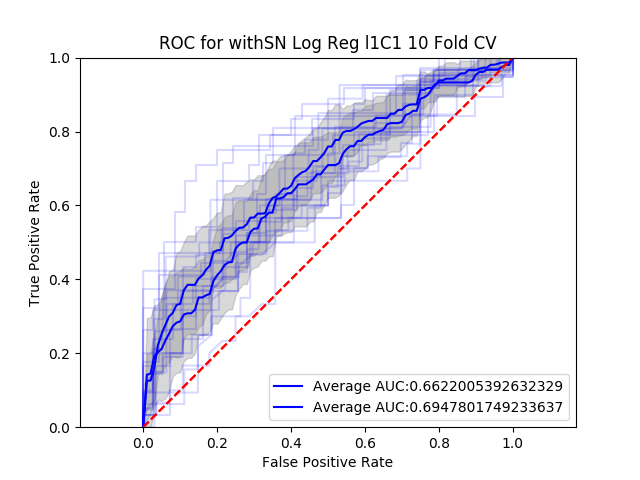 ROC for withSN Log Reg l1C1 10 Fold CV
True Positive Rate
1.0
0.8
0.6
0.4
0.2
0.0
Average AUC:0.6622005392632329
Average AUC:0.6947801749233637
0.0 0.2 0.4 0.6 0.8 1.0
False Positive Rate